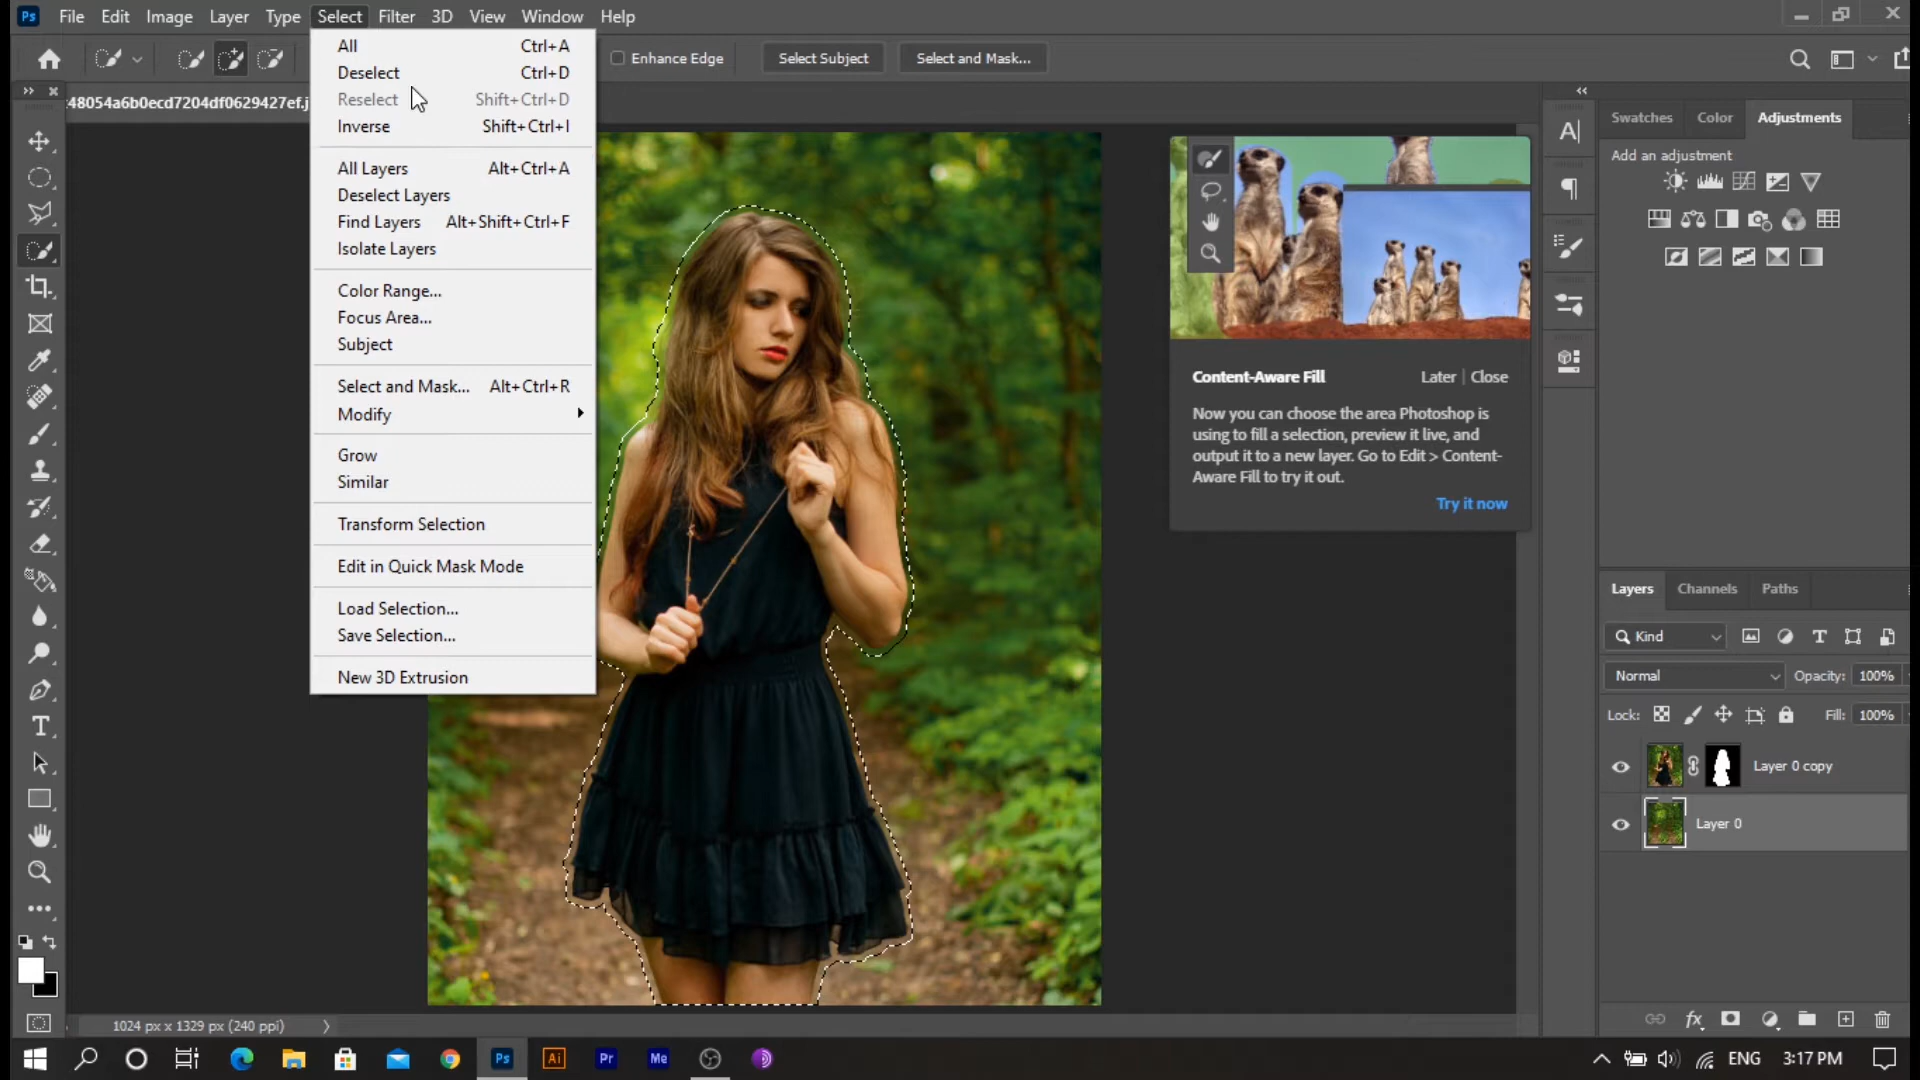 Ps File Edit Image Layer Type Select Filter 3D View Window Help
Enhance Edge Select Subject Select and Mask...
48054a6b0ecd7204df0629427ef.j
All Ctrl+A
Deselect Ctrl+D
Reselect Shift+Ctrl+D
Inverse Shift+Ctrl+I
All Layers Alt+Ctrl+A
Deselect Layers
Find Layers Alt+Shift+Ctrl+F
Isolate Layers
Color Range...
Focus Area...
Subject
Select and Mask... Alt+Ctrl+R
Modify
Grow
Similar
Transform Selection
Edit in Quick Mask Mode
Load Selection...
Save Selection...
New 3D Extrusion
Content-Aware Fill Later Close
Now you can choose the area Photoshop is
using to fill a selection, preview it live, and
output it to a new layer. Go to Edit > Content-
Aware Fill to try it out.
Try it now
Swatches Color Adjustments
Add an adjustment
Layers Channels Paths
Kind
Normal Opacity: 100%
Lock: Fill: 100%
Layer 0 copy
Layer 0
fx
1024 px x 1329 px (240 ppi)
Ps Ai Pr Me
ENG 3:17 PM